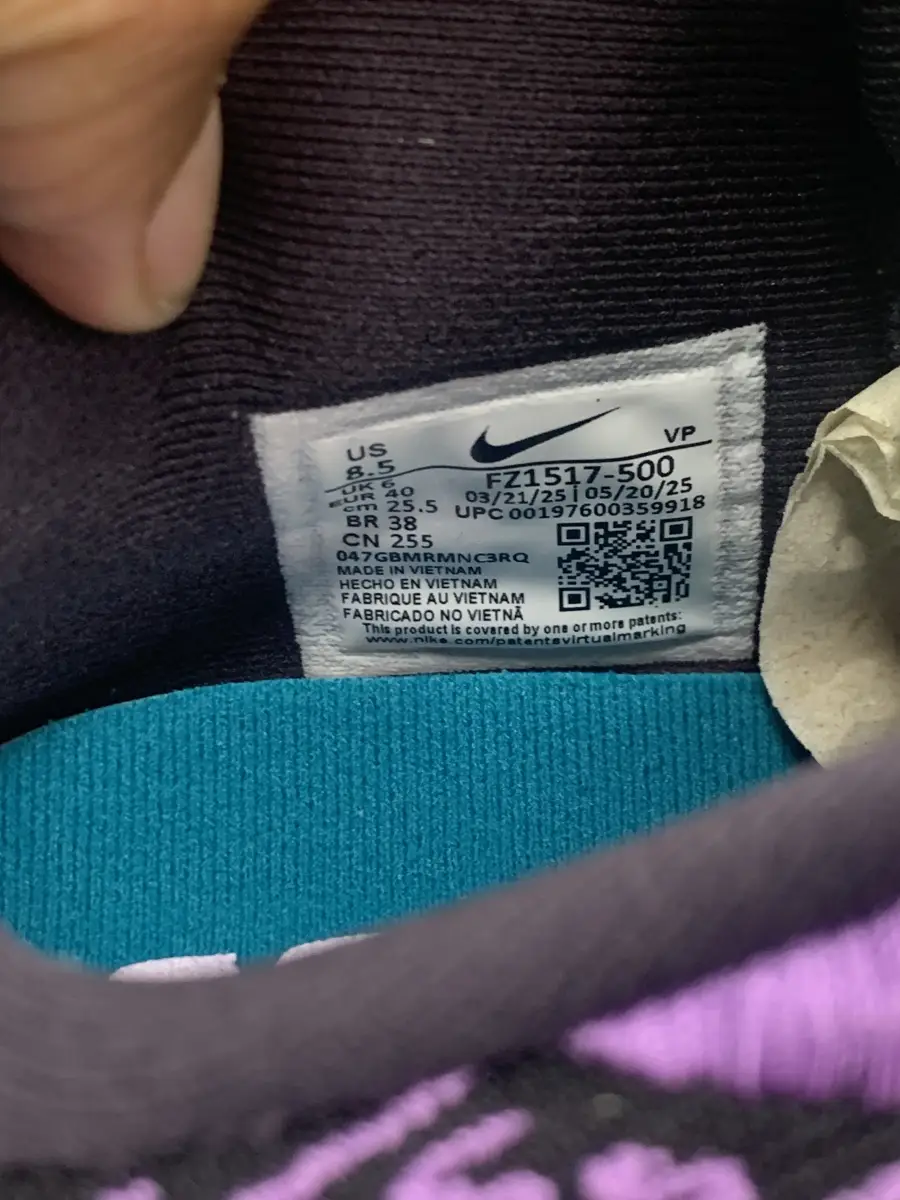 US
8.5
UK 6
EUR 40
cm 25.5
BR 38
CN 255
VP
FZ1517-500
03/21/25 | 05/20/25
UPC 00197600359918
047GBMRMNC3RQ
MADE IN VIETNAM
HECHO EN VIETNAM
FABRIQUE AU VIETNAM
FABRICADO NO VIETNÃ
This product is covered by one or more patents:
www.nike.com/patentsvirtualmarking